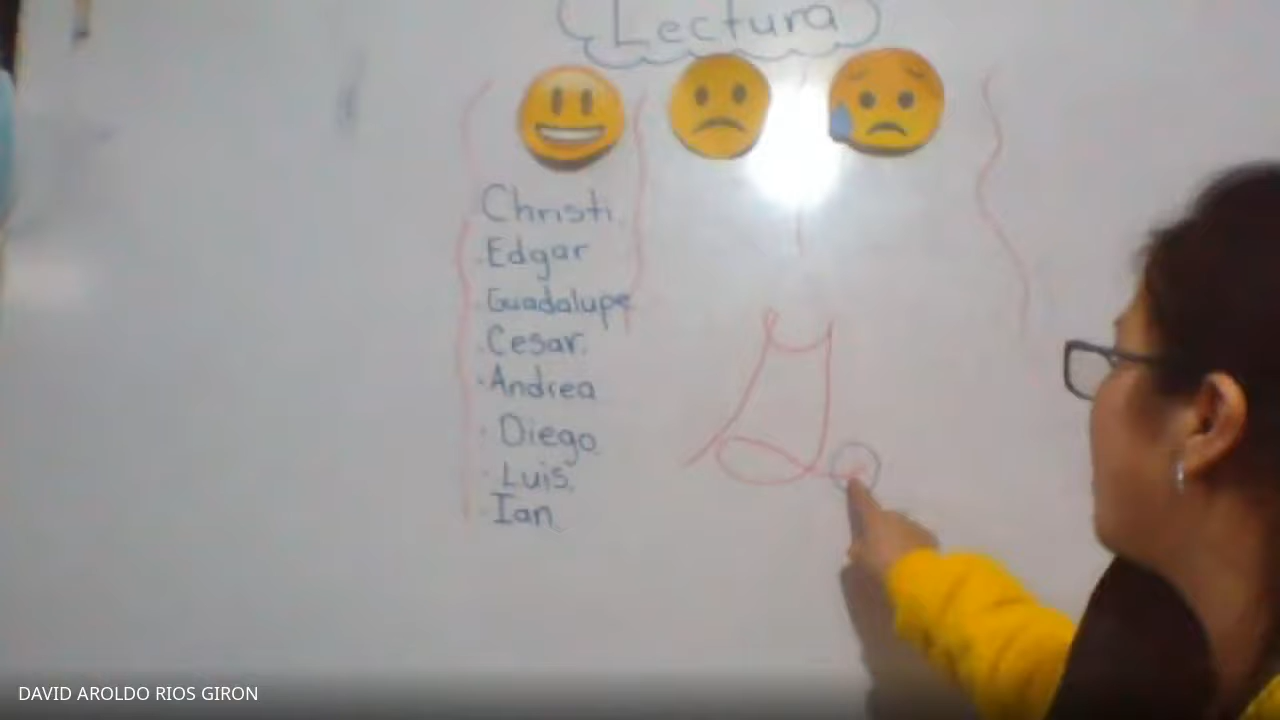 Lectura
Christi.
·Edgar
·Guadalupe
·Cesar.
·Andrea
· Diego
· Luis.
·Ian
DAVID AROLDO RIOS GIRON